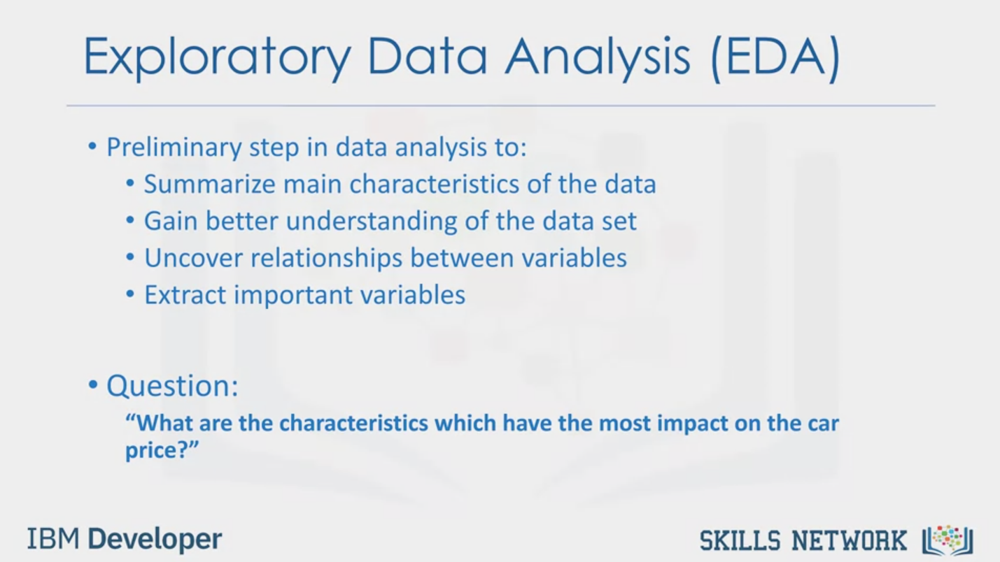 Exploratory Data Analysis (EDA)
• Preliminary step in data analysis to:
• Summarize main characteristics of the data
• Gain better understanding of the data set
• Uncover relationships between variables
• Extract important variables
• Question:
“What are the characteristics which have the most impact on the car
price?”
IBM Developer
SKILLS NETWORK